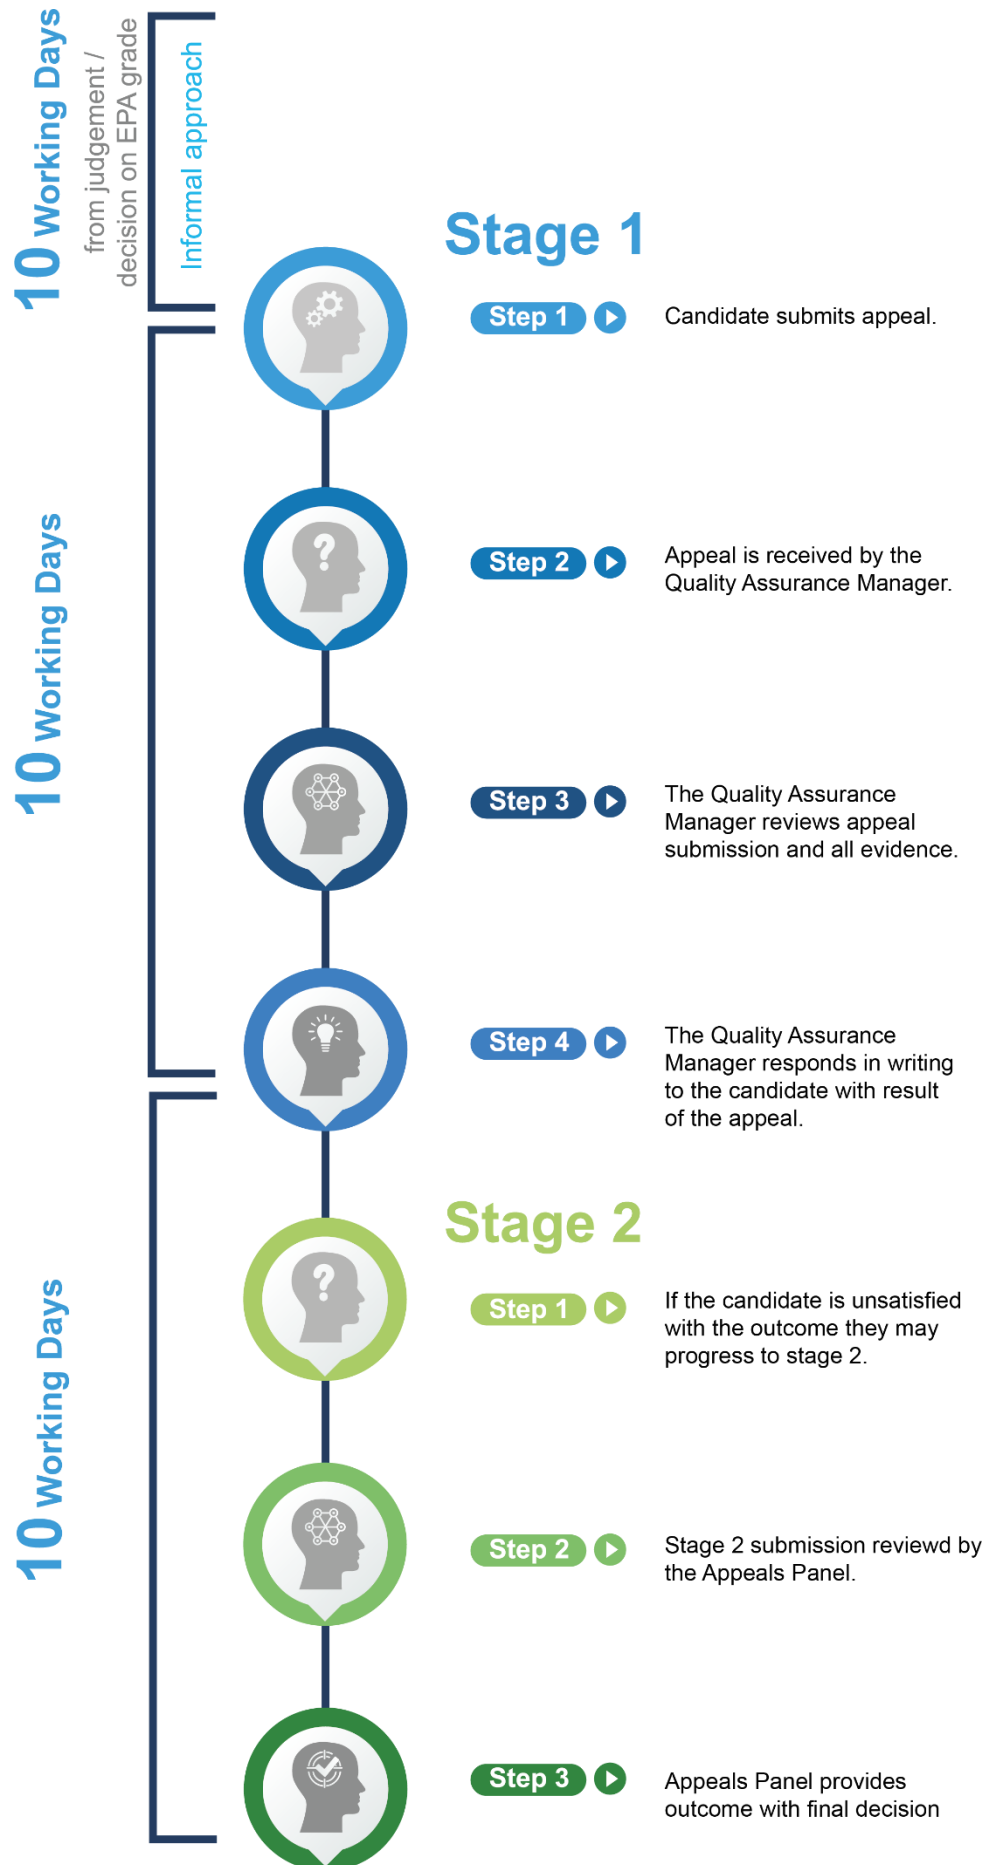 10 Working Days
from judgement /
decision on EPA grade
Informal approach
Stage 1
Step 1
Candidate submits appeal.
10 Working Days
Step 2
Appeal is received by the
Quality Assurance Manager.
Step 3
The Quality Assurance
Manager reviews appeal
submission and all evidence.
Step 4
The Quality Assurance
Manager responds in writing
to the candidate with result
of the appeal.
10 Working Days
Stage 2
Step 1
If the candidate is unsatisfied
with the outcome they may
progress to stage 2.
Step 2
Stage 2 submission reviewd by
the Appeals Panel.
Step 3
Appeals Panel provides
outcome with final decision